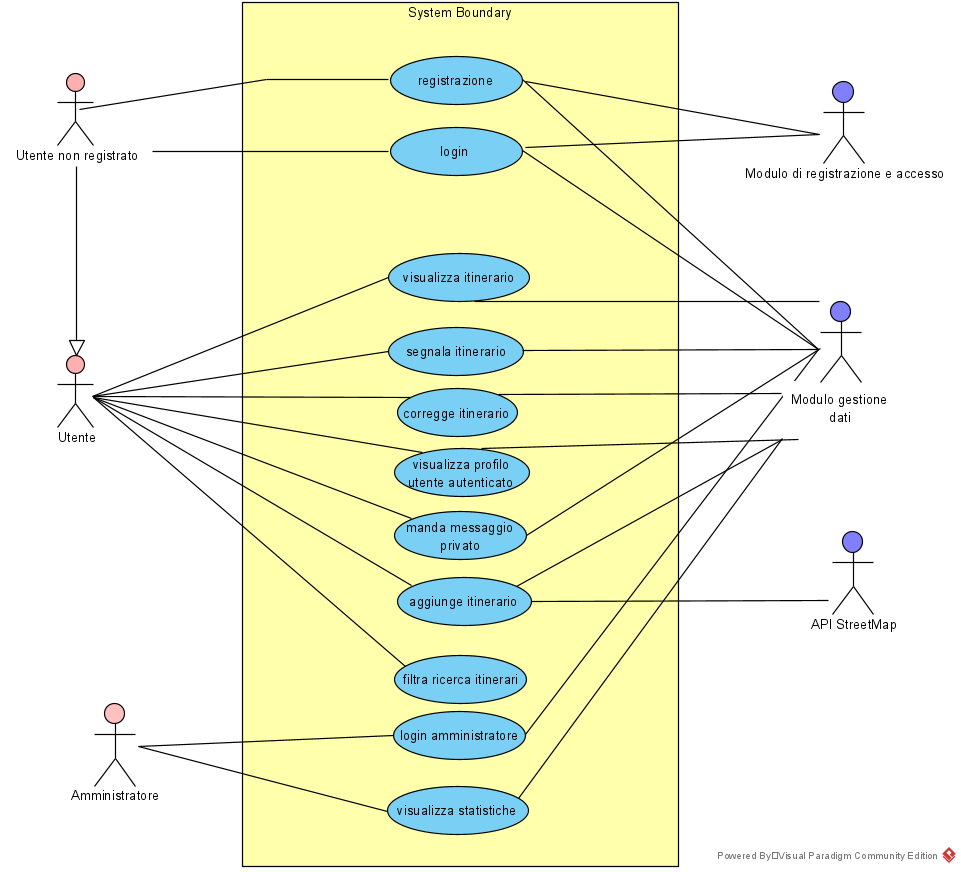 System Boundary
registrazione
Utente non registrato
login
Modulo di registrazione e accesso
visualizza itinerario
segnala itinerario
Utente
corregge itinerario
Modulo gestione
dati
visualizza profilo
utente autenticato
manda messaggio
privato
aggiunge itinerario
API StreetMap
filtra ricerca itinerari
login amministratore
Amministratore
visualizza statistiche
Powered By□Visual Paradigm Community Edition